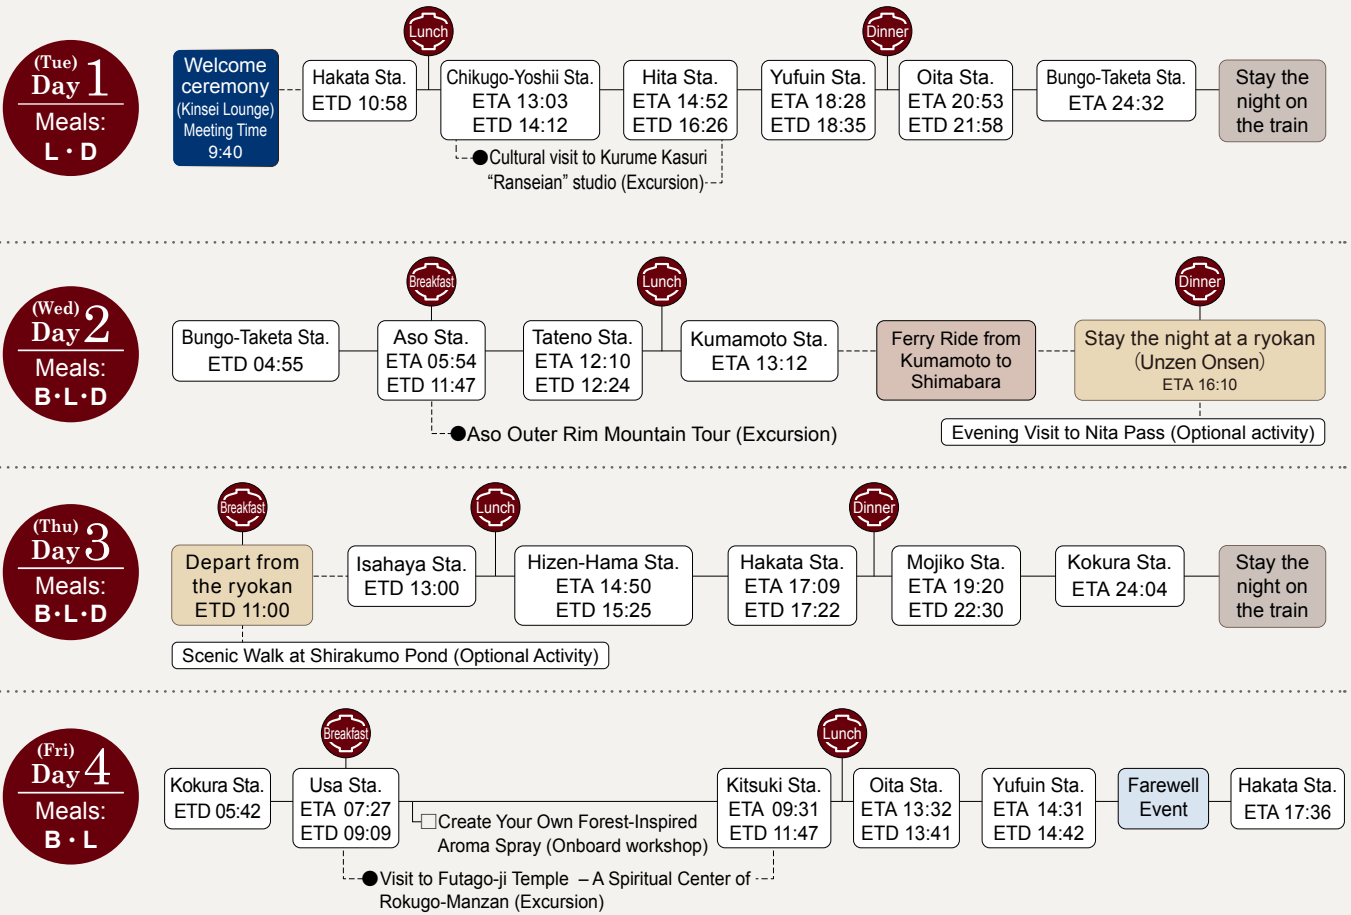 (Tue)
Day 1
Meals:
L・D
Welcome
ceremony
(Kinsei Lounge)
Meeting Time
9:40
Hakata Sta.
ETD 10:58
Lunch
Chikugo-Yoshii Sta.
ETA 13:03
ETD 14:12
Hita Sta.
ETA 14:52
ETD 16:26
●Cultural visit to Kurume Kasuri
“Ranseian” studio (Excursion)
Yufuin Sta.
ETA 18:28
ETD 18:35
Dinner
Oita Sta.
ETA 20:53
ETD 21:58
Bungo-Taketa Sta.
ETA 24:32
Stay the
night on
the train
(Wed)
Day 2
Meals:
B・L・D
Bungo-Taketa Sta.
ETD 04:55
Breakfast
Aso Sta.
ETA 05:54
ETD 11:47
●Aso Outer Rim Mountain Tour (Excursion)
Tateno Sta.
ETA 12:10
ETD 12:24
Lunch
Kumamoto Sta.
ETA 13:12
Ferry Ride from
Kumamoto to
Shimabara
Dinner
Stay the night at a ryokan
(Unzen Onsen)
ETA 16:10
Evening Visit to Nita Pass (Optional activity)
(Thu)
Day 3
Meals:
B・L・D
Breakfast
Depart from
the ryokan
ETD 11:00
Scenic Walk at Shirakumo Pond (Optional Activity)
Isahaya Sta.
ETD 13:00
Lunch
Hizen-Hama Sta.
ETA 14:50
ETD 15:25
Hakata Sta.
ETA 17:09
ETD 17:22
Dinner
Mojiko Sta.
ETA 19:20
ETD 22:30
Kokura Sta.
ETA 24:04
Stay the
night on
the train
(Fri)
Day 4
Meals:
B・L
Kokura Sta.
ETD 05:42
Breakfast
Usa Sta.
ETA 07:27
ETD 09:09
□Create Your Own Forest-Inspired
Aroma Spray (Onboard workshop)
●Visit to Futago-ji Temple – A Spiritual Center of
Rokugo-Manzan (Excursion)
Kitsuki Sta.
ETA 09:31
ETD 11:47
Lunch
Oita Sta.
ETA 13:32
ETD 13:41
Yufuin Sta.
ETA 14:31
ETD 14:42
Farewell
Event
Hakata Sta.
ETA 17:36